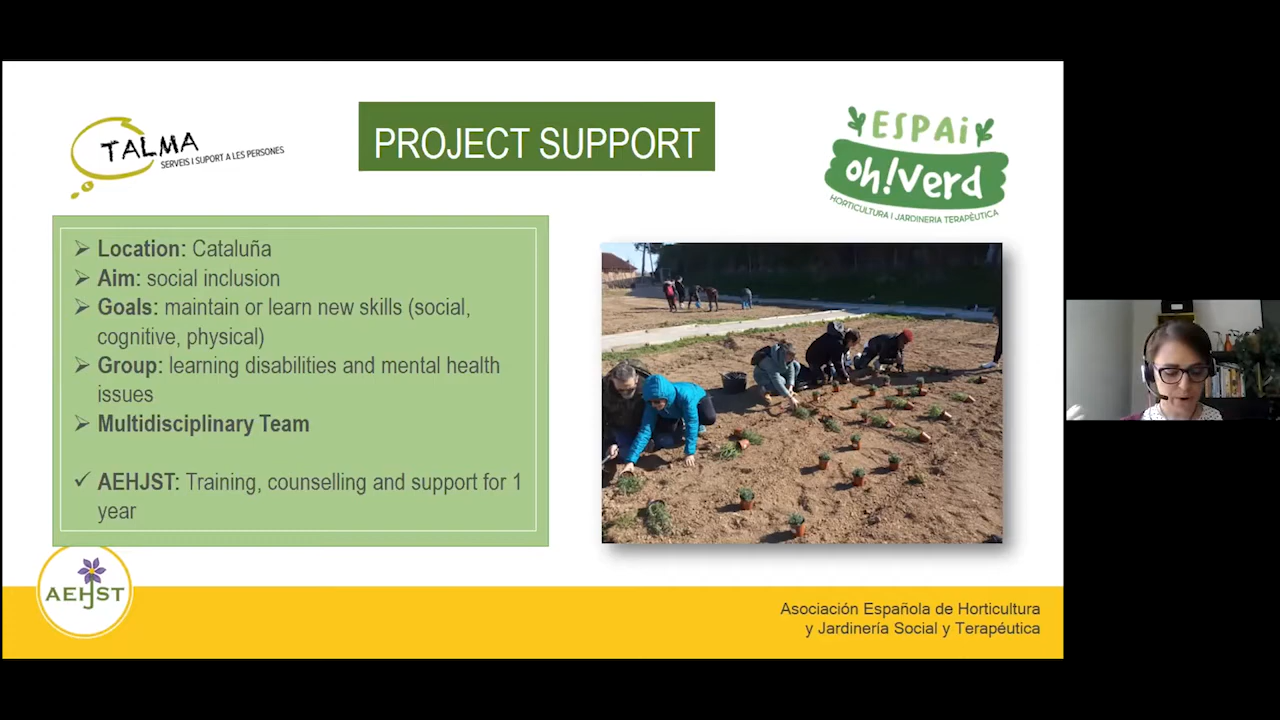 TALMA
SERVEIS I SUPORT A LES PERSONES
PROJECT SUPPORT
ESPAi
oh!verd
HORTICULTURA I JARDINERIA TERAPÈUTICA
Location: Cataluña
Aim: social inclusion
Goals: maintain or learn new skills (social,
cognitive, physical)
Group: learning disabilities and mental health
issues
Multidisciplinary Team
AEHJST: Training, counselling and support for 1
year
AEHJST
Asociación Española de Horticultura
y Jardinería Social y Terapéutica